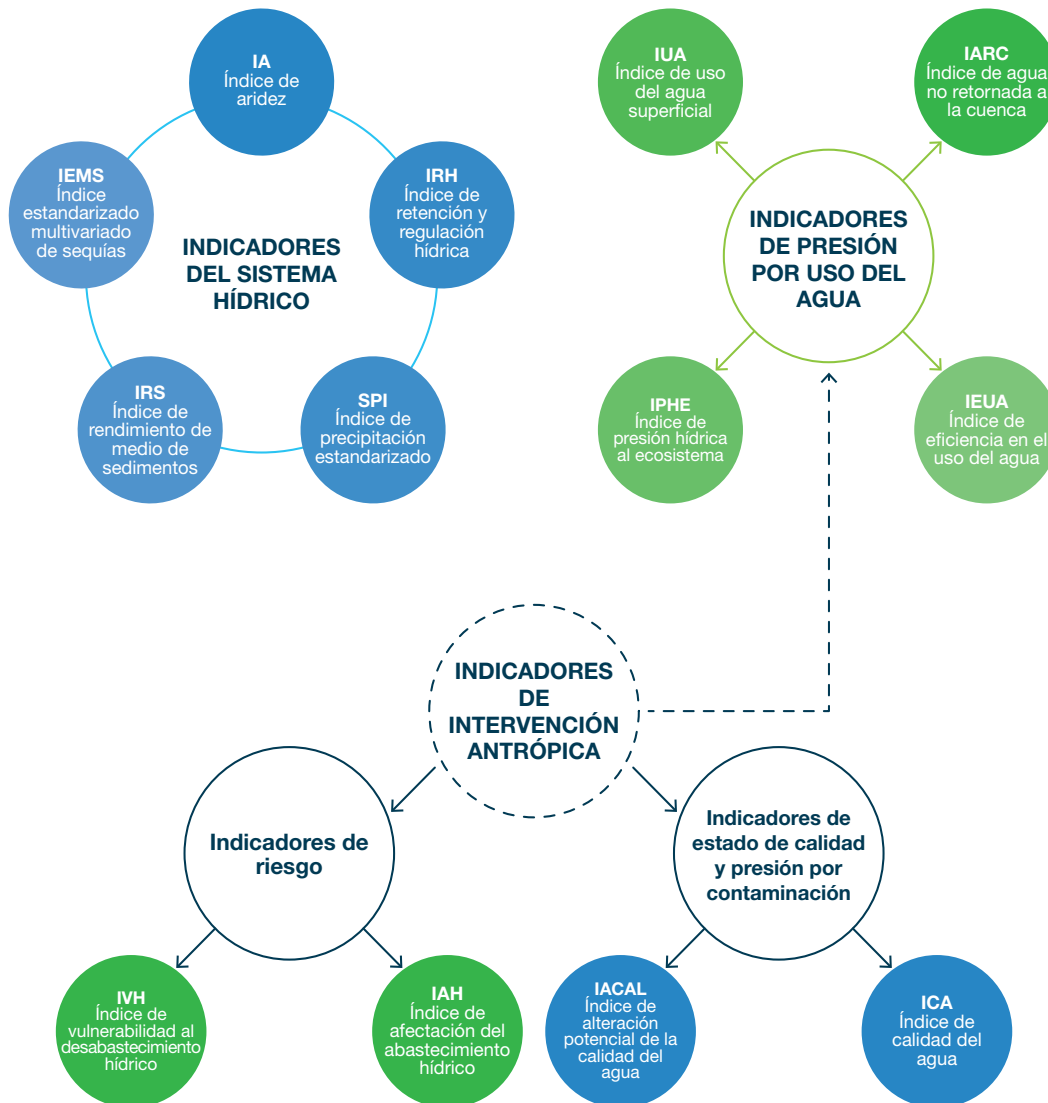 IA
Índice de
aridez
IEMS
Índice
estandarizado
multivariado
de sequías
IRH
Índice de
retención y
regulación
hídrica
INDICADORES
DEL SISTEMA
HÍDRICO
IRS
Índice de
rendimiento de
medio de
sedimentos
SPI
Índice de
precipitación
estandarizado
IUA
Índice de uso
del agua
superficial
IARC
Índice de agua
no retornada a
la cuenca
INDICADORES
DE PRESIÓN
POR USO DEL
AGUA
IPHE
Índice de
presión hídrica
al ecosistema
IEUA
Índice de
eficiencia en el
uso del agua
INDICADORES
DE
INTERVENCIÓN
ANTRÓPICA
Indicadores de
riesgo
Indicadores de
estado de calidad
y presión por
contaminación
IVH
Índice de
vulnerabilidad al
desabastecimiento
hídrico
IAH
Índice de
afectación del
abastecimiento
hídrico
IACAL
Índice de
alteración
potencial de la
calidad del
agua
ICA
Índice de
calidad del
agua